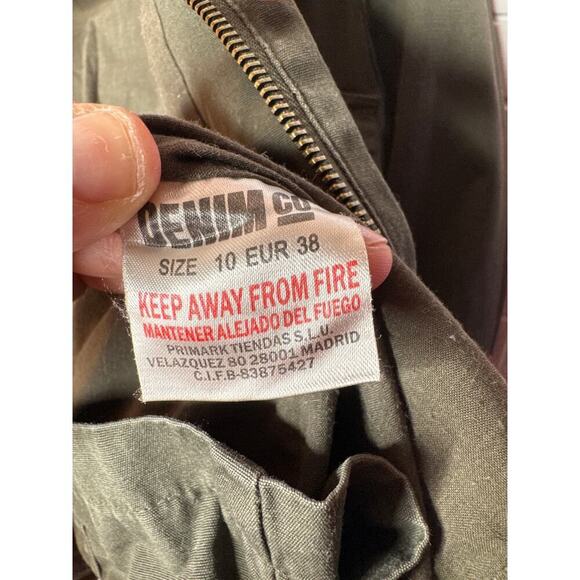 DENIM CO
SIZE 10 EUR 38
KEEP AWAY FROM FIRE
MANTENER ALEJADO DEL FUEGO
PRIMARK TIENDAS S.L.U.
VELAZQUEZ 80 28001 MADRID
C.I.F.B-83875427